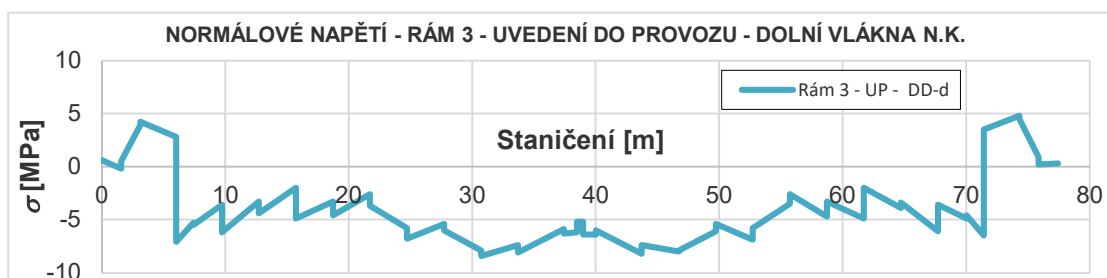 NORMÁLOVÉ NAPĚTÍ - RÁM 3 - UVEDENÍ DO PROVOZU - DOLNÍ VLÁKNA N.K.
10
Rám 3 - UP - DD-d
5
Staničení [m]
σ [MPa]
0
0 10 20 30 40 50 60 70 80
-5
-10